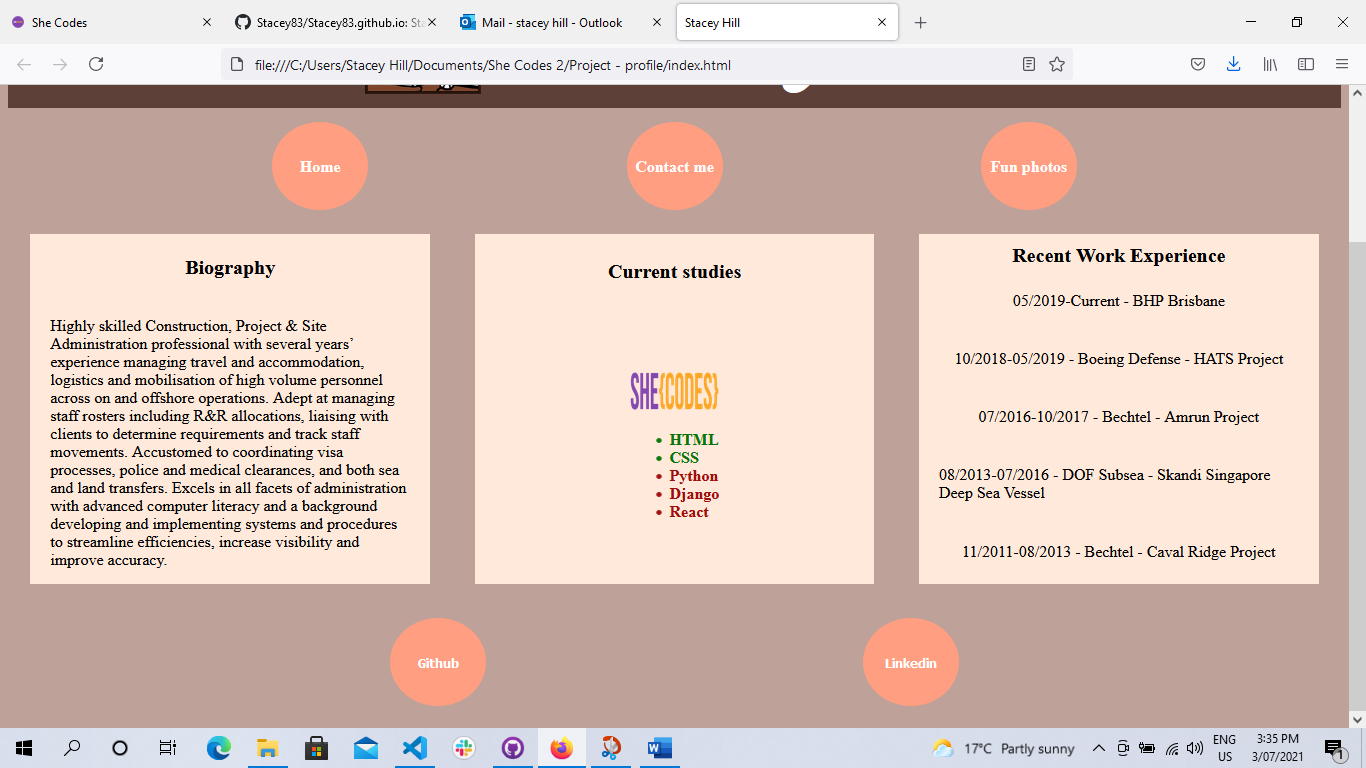 She Codes
Stacey83/Stacey83.github.io: Sta
Mail - stacey hill - Outlook
Stacey Hill
file:///C:/Users/Stacey Hill/Documents/She Codes 2/Project - profile/index.html
Home
Contact me
Fun photos
Biography
Highly skilled Construction, Project & Site
Administration professional with several years’
experience managing travel and accommodation,
logistics and mobilisation of high volume personnel
across on and offshore operations. Adept at managing
staff rosters including R&R allocations, liaising with
clients to determine requirements and track staff
movements. Accustomed to coordinating visa
processes, police and medical clearances, and both sea
and land transfers. Excels in all facets of administration
with advanced computer literacy and a background
developing and implementing systems and procedures
to streamline efficiencies, increase visibility and
improve accuracy.
Current studies
SHE{CODES}
• HTML
• CSS
• Python
• Django
• React
Recent Work Experience
05/2019-Current - BHP Brisbane
10/2018-05/2019 - Boeing Defense - HATS Project
07/2016-10/2017 - Bechtel - Amrun Project
08/2013-07/2016 - DOF Subsea - Skandi Singapore
Deep Sea Vessel
11/2011-08/2013 - Bechtel - Caval Ridge Project
Github
Linkedin
17°C Partly sunny
ENG
US
3:35 PM
3/07/2021
1